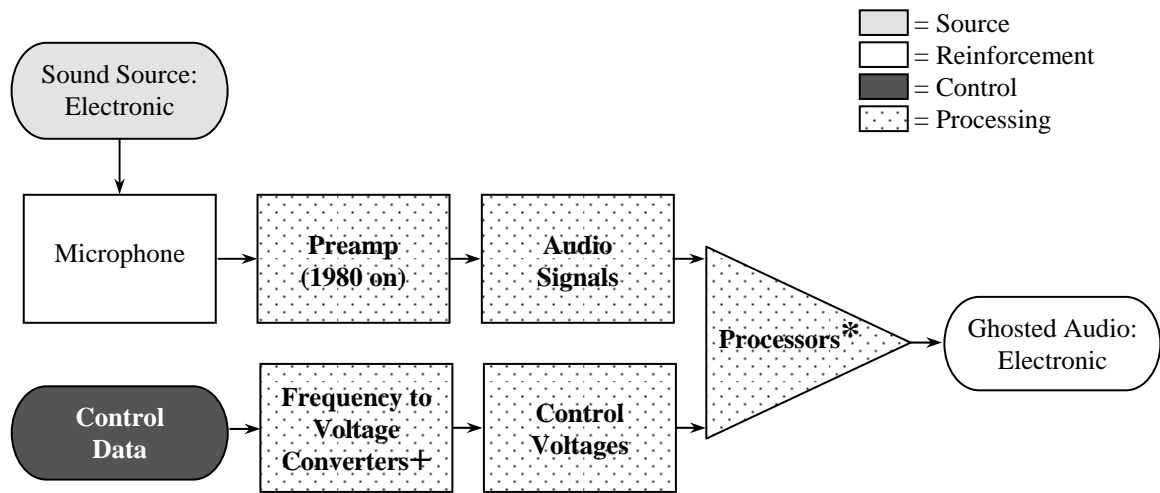 = Source
= Reinforcement
= Control
= Processing
Sound Source:
Electronic
Microphone
Preamp
(1980 on)
Audio
Signals
Processors*
Ghosted Audio:
Electronic
Control
Data
Frequency to
Voltage
Converters+
Control
Voltages